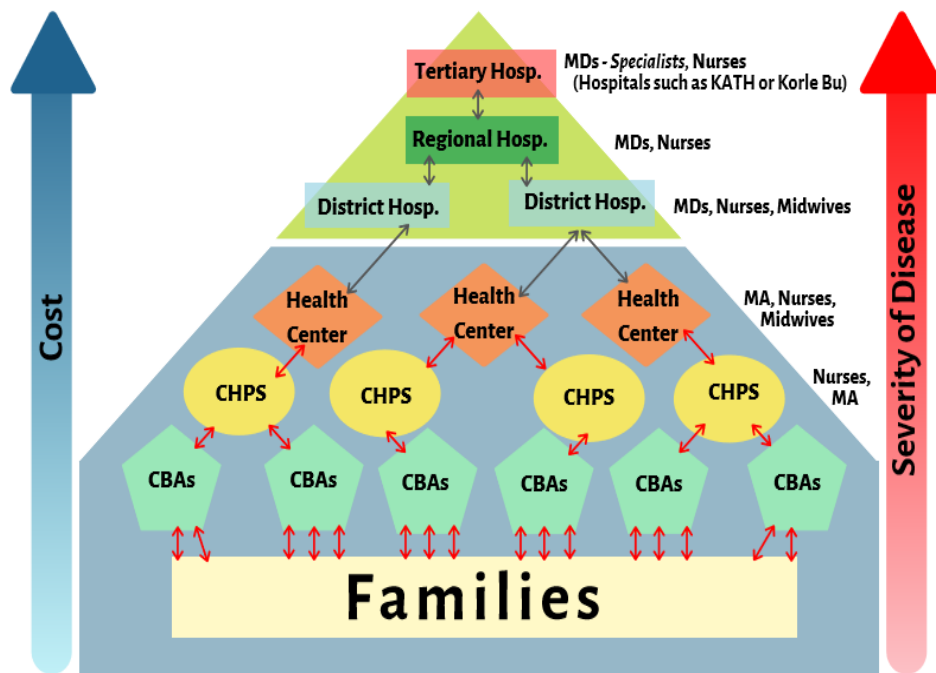 Tertiary Hosp.
MDs - Specialists, Nurses
(Hospitals such as KATH or Korle Bu)
Regional Hosp.
MDs, Nurses
District Hosp.
District Hosp.
MDs, Nurses, Midwives
Health
Center
Health
Center
Health
Center
MA, Nurses,
Midwives
CHPS
CHPS
CHPS
CHPS
Nurses,
MA
CBAs
CBAs
CBAs
CBAs
CBAs
CBAs
Families
Cost
Severity of Disease